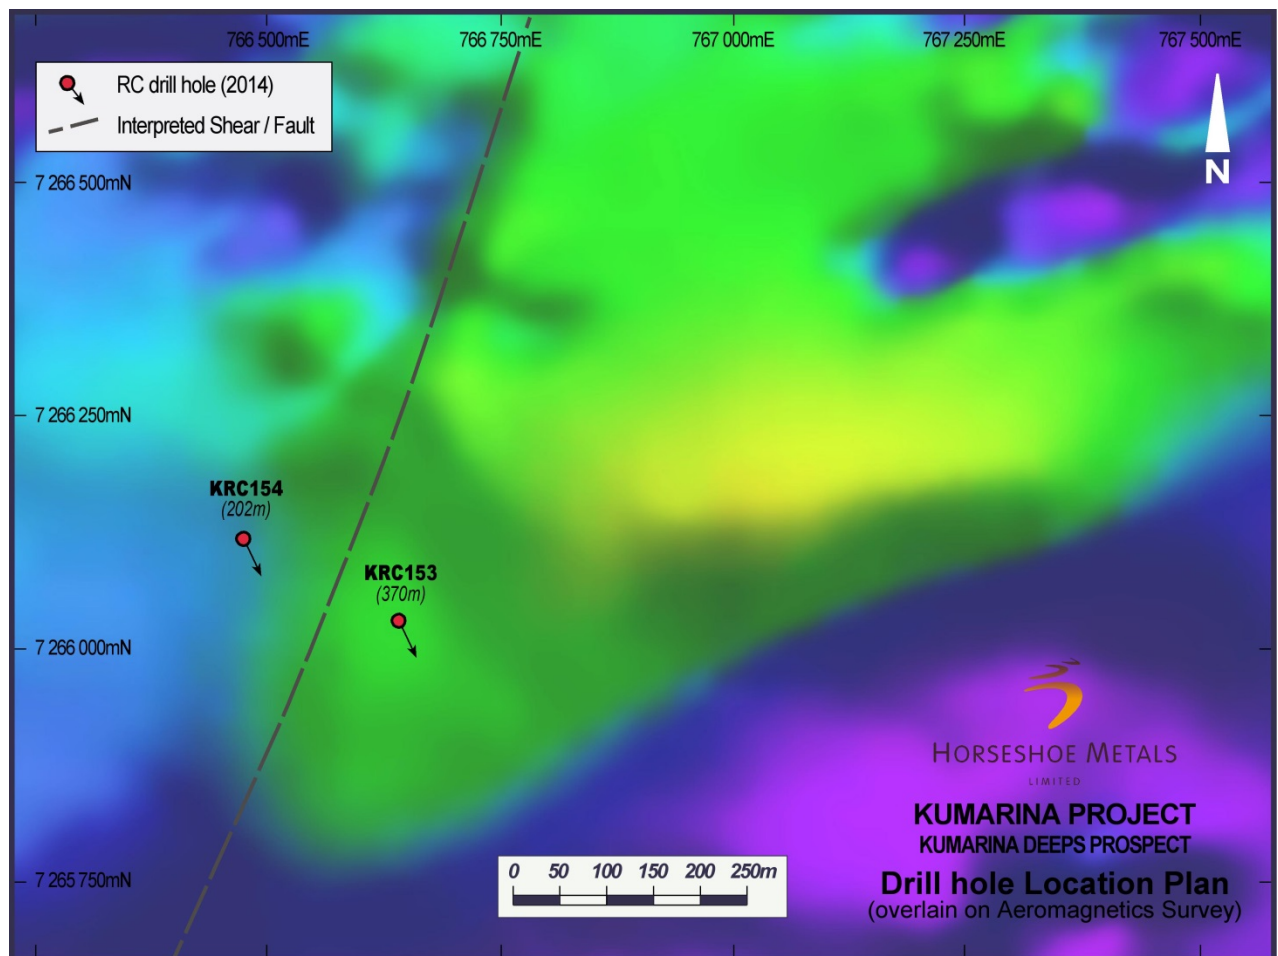 766 500mE 766 750mE 767 000mE 767 250mE 767 500mE
RC drill hole (2014)
Interpreted Shear / Fault
N
7 266 500mN
7 266 250mN
KRC154
(202m)
KRC153
(370m)
7 266 000mN
HORSESHOE METALS
LIMITED
KUMARINA PROJECT
KUMARINA DEEPS PROSPECT
0 50 100 150 200 250m
7 265 750mN
Drill hole Location Plan
(overlain on Aeromagnetics Survey)